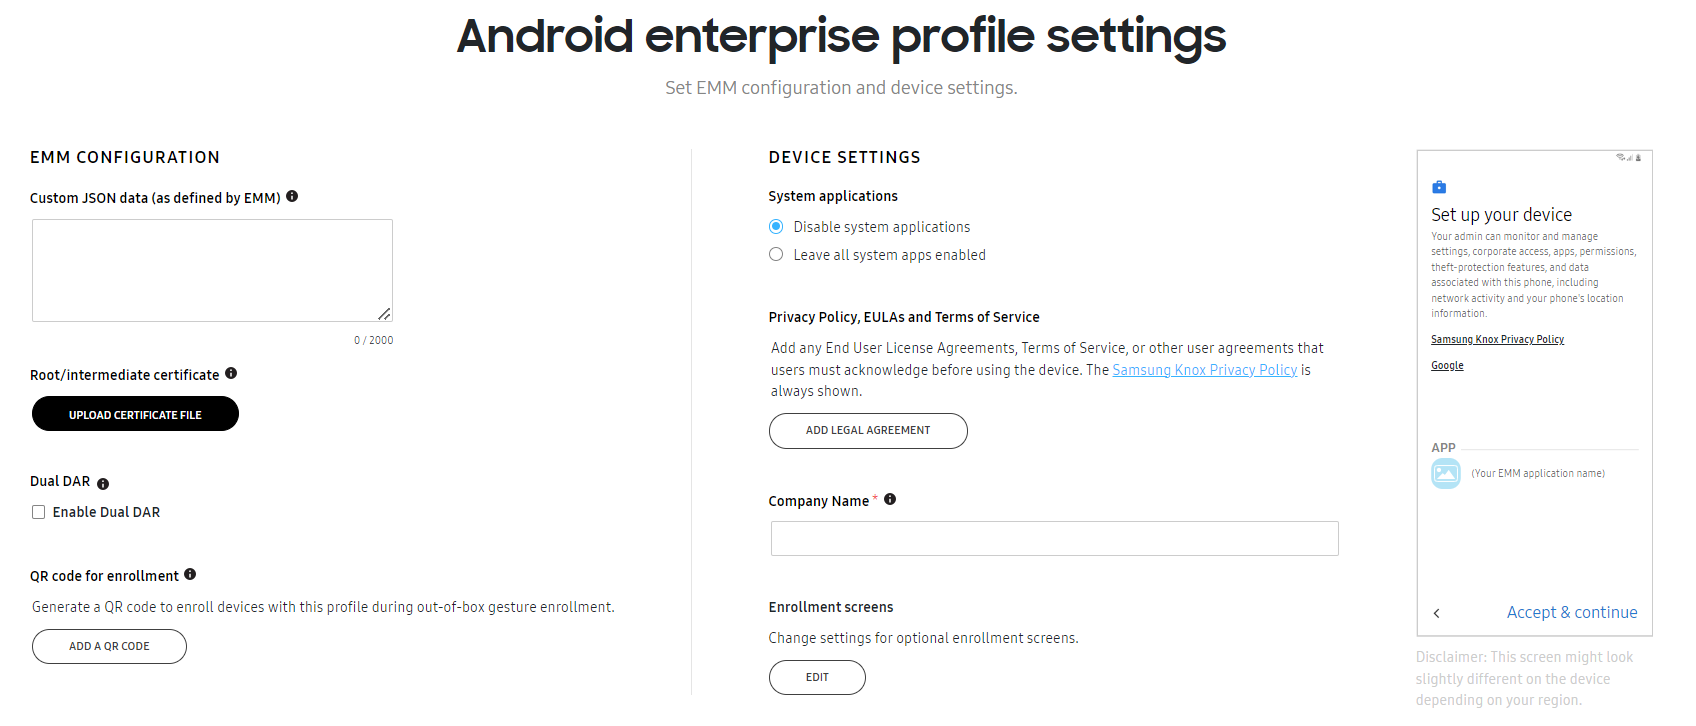 Android enterprise profile settings
Set EMM configuration and device settings.
EMM CONFIGURATION
Custom JSON data (as defined by EMM)
0 / 2000
Root/intermediate certificate
UPLOAD CERTIFICATE FILE
Dual DAR
Enable Dual DAR
QR code for enrollment
Generate a QR code to enroll devices with this profile during out-of-box gesture enrollment.
ADD A QR CODE
DEVICE SETTINGS
System applications
Disable system applications
Leave all system apps enabled
Privacy Policy, EULAs and Terms of Service
Add any End User License Agreements, Terms of Service, or other user agreements that
users must acknowledge before using the device. The Samsung Knox Privacy Policy is
always shown.
ADD LEGAL AGREEMENT
Company Name *
Enrollment screens
Change settings for optional enrollment screens.
EDIT
Set up your device
Your admin can monitor and manage
settings, corporate access, apps, permissions,
theft-protection features, and data
associated with this phone, including
network activity and your phone's location
information.
Samsung Knox Privacy Policy
Google
APP
(Your EMM application name)
Accept & continue
Disclaimer: This screen might look
slightly different on the device
depending on your region.